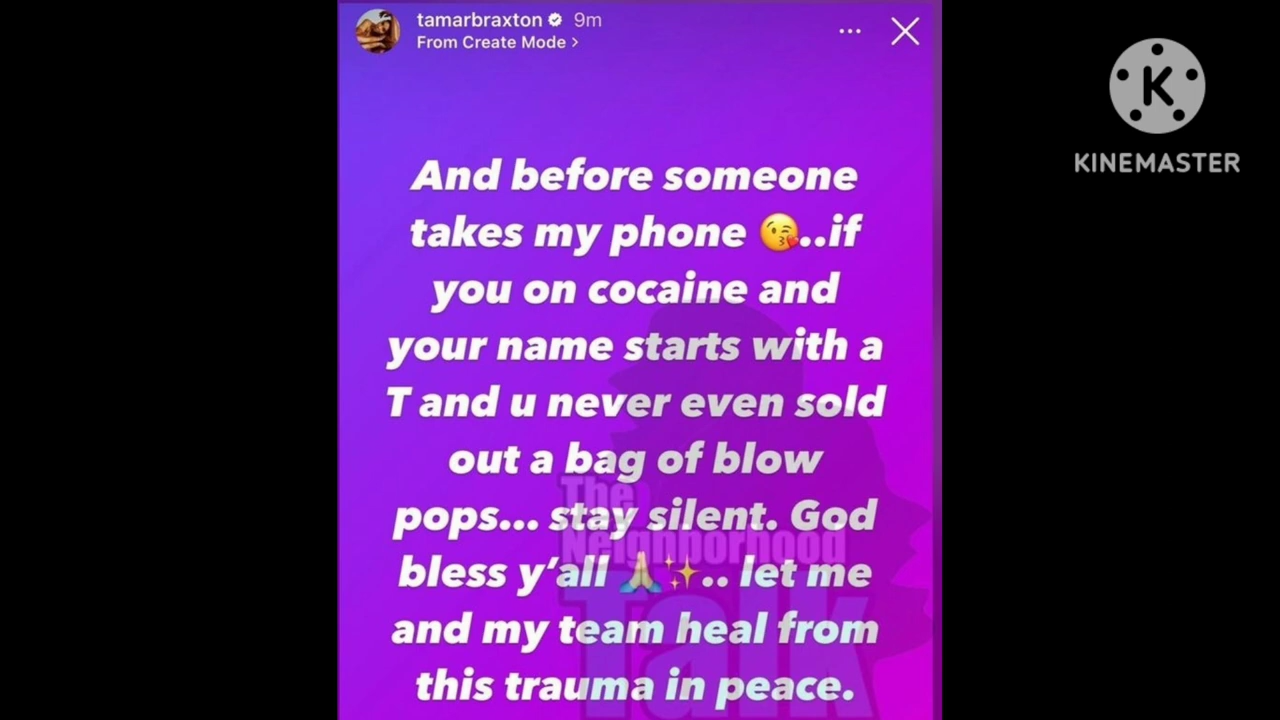 tamarbraxton 9m
From Create Mode >
K
KINEMASTER
And before someone
takes my phone 😘..if
you on cocaine and
your name starts with a
T and u never even sold
out a bag of blow
pops... stay silent. God
bless y'all 🙏✨.. let me
and my team heal from
this trauma in peace.
The
Neighborhood
Talk